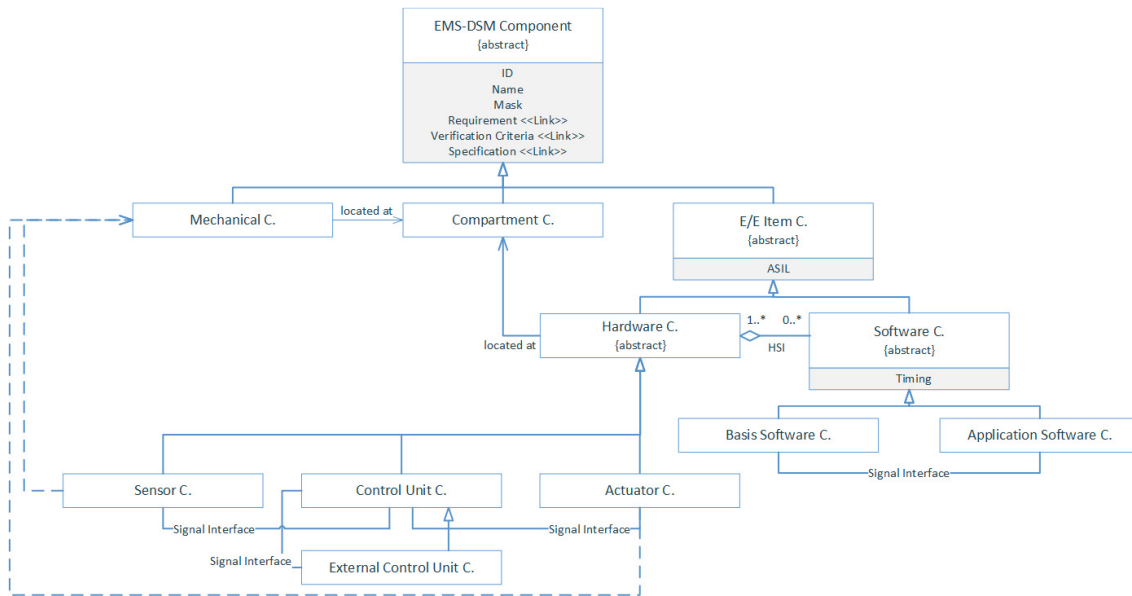 EMS-DSM Component
{abstract}
ID
Name
Mask
Requirement <<Link>>
Verification Criteria <<Link>>
Specification <<Link>>
Mechanical C.
located at
Compartment C.
E/E Item C.
{abstract}
ASIL
located at
Hardware C.
{abstract}
1..*
0..*
HSI
Software C.
{abstract}
Timing
Basis Software C.
Application Software C.
Signal Interface
Sensor C.
Control Unit C.
Actuator C.
Signal Interface
Signal Interface
Signal Interface
External Control Unit C.